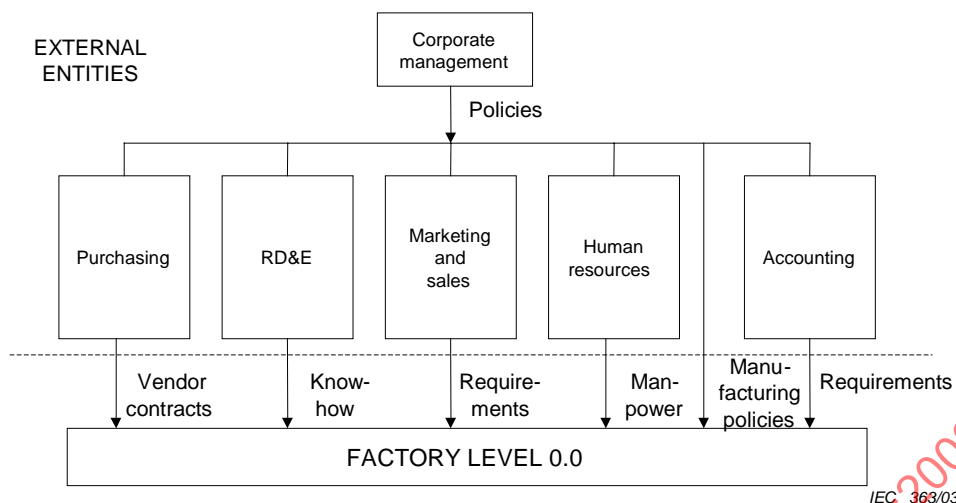 EXTERNAL
ENTITIES
Corporate
management
Policies
Purchasing
RD&E
Marketing
and
sales
Human
resources
Accounting
Vendor
contracts
Know-
how
Require-
ments
Man-
power
Manu-
facturing
policies
Requirements
FACTORY LEVEL 0.0
IEC 363/03